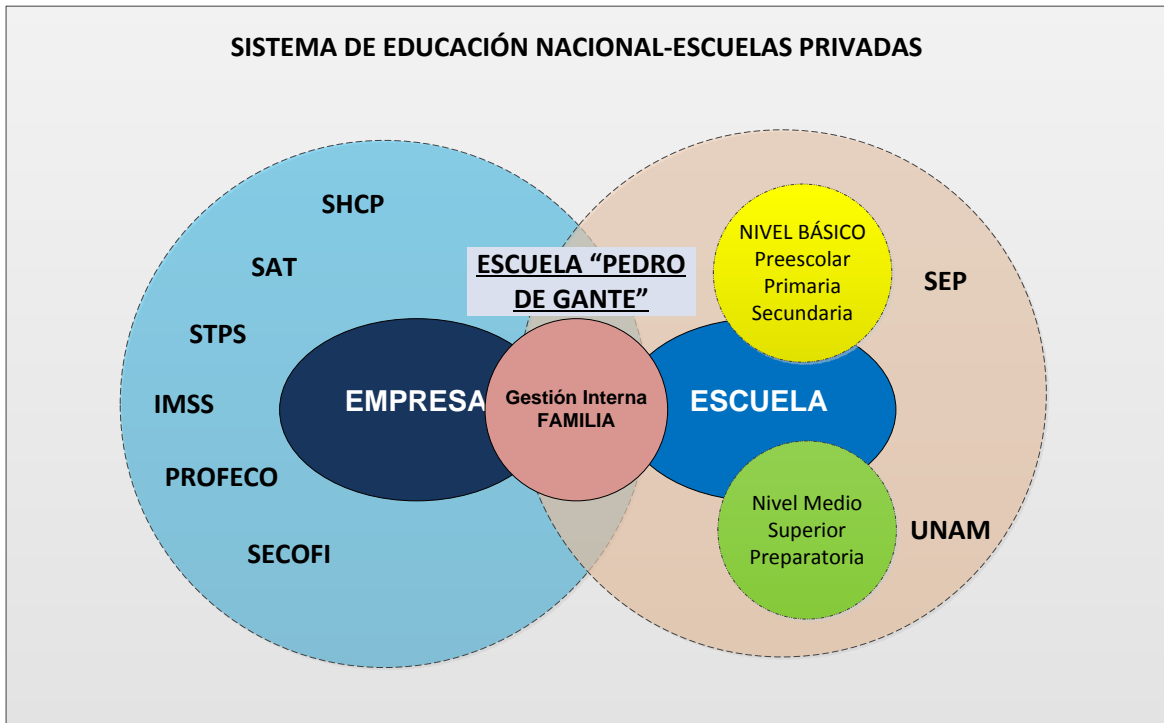 SISTEMA DE EDUCACIÓN NACIONAL-ESCUELAS PRIVADAS
SHCP
SAT
STPS
IMSS
PROFECO
SECOFI
EMPRESA
ESCUELA “PEDRO
DE GANTE”
Gestión Interna
FAMILIA
ESCUELA
NIVEL BÁSICO
Preescolar
Primaria
Secundaria
SEP
Nivel Medio
Superior
Preparatoria
UNAM